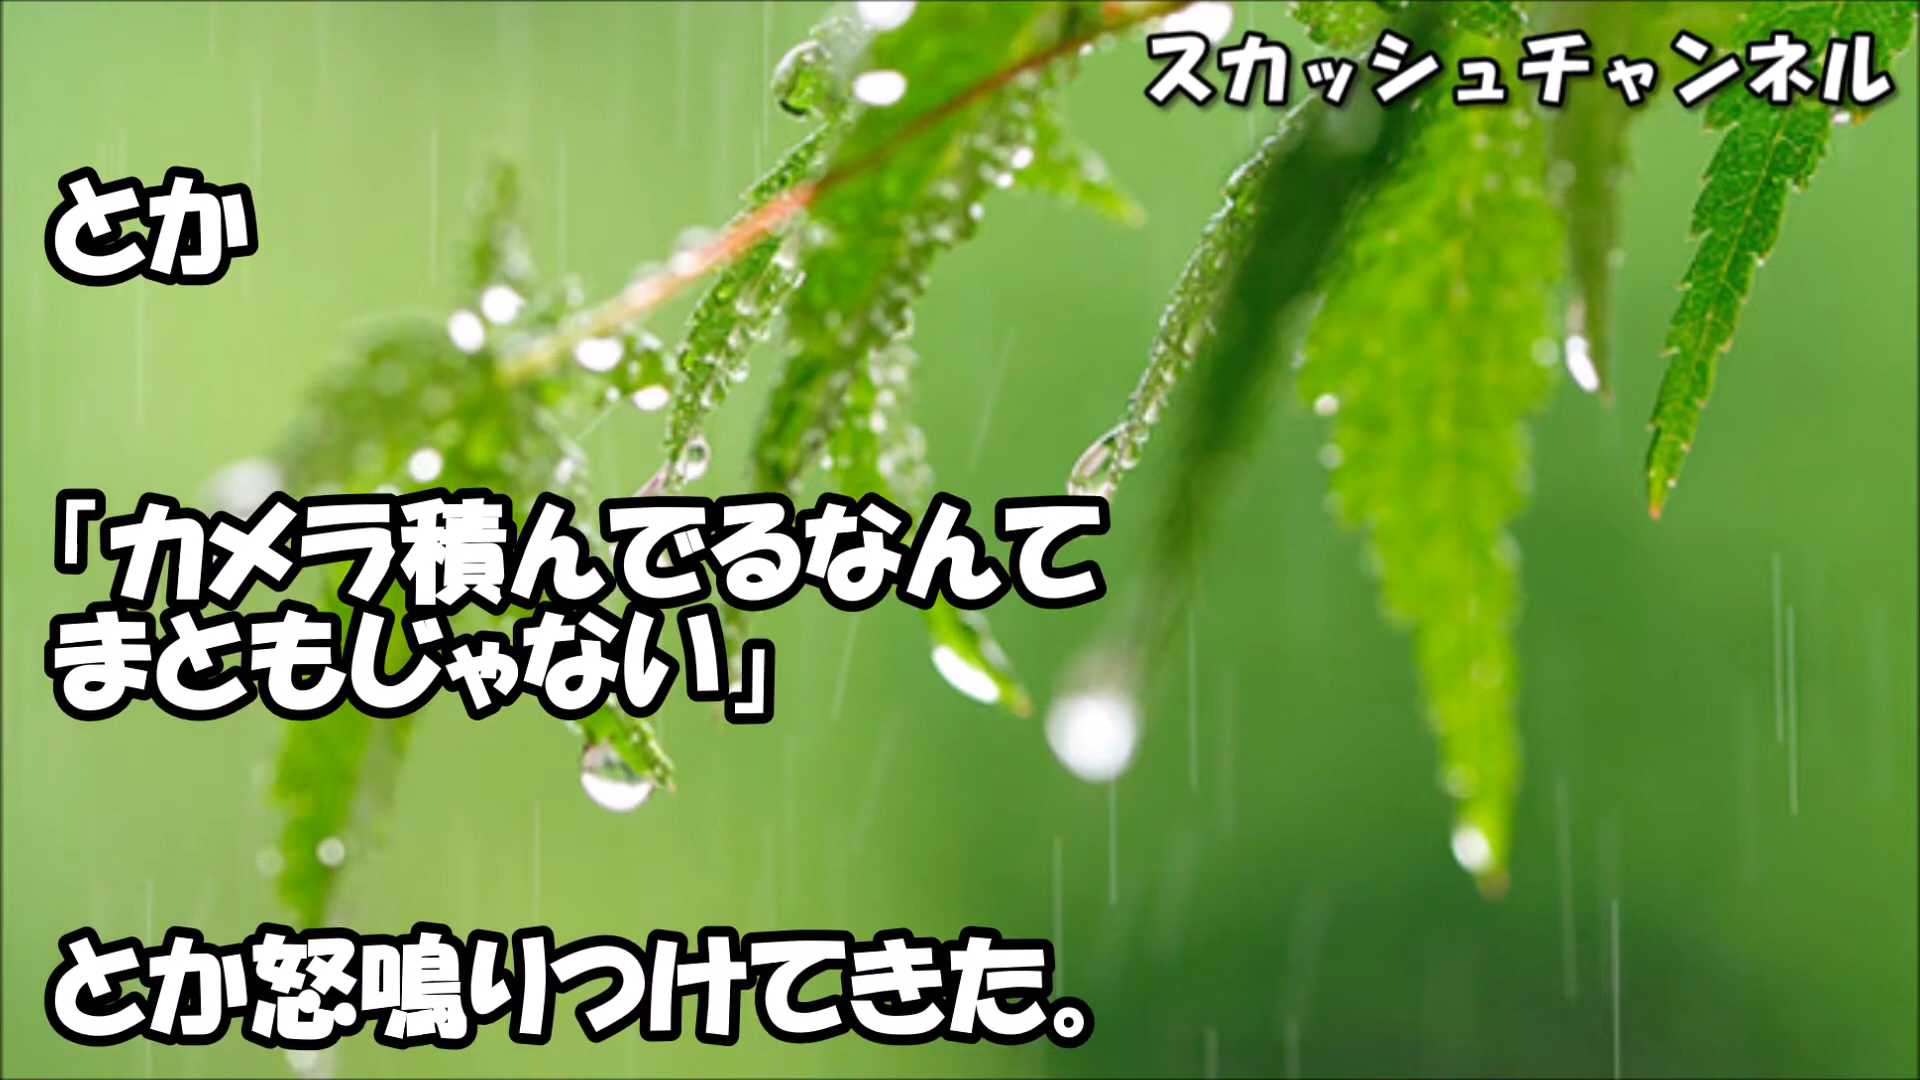 スカッシュチャンネル
とか
「カメラ積んでるなんて
まともじゃない」
とか怒鳴りつけてきた。